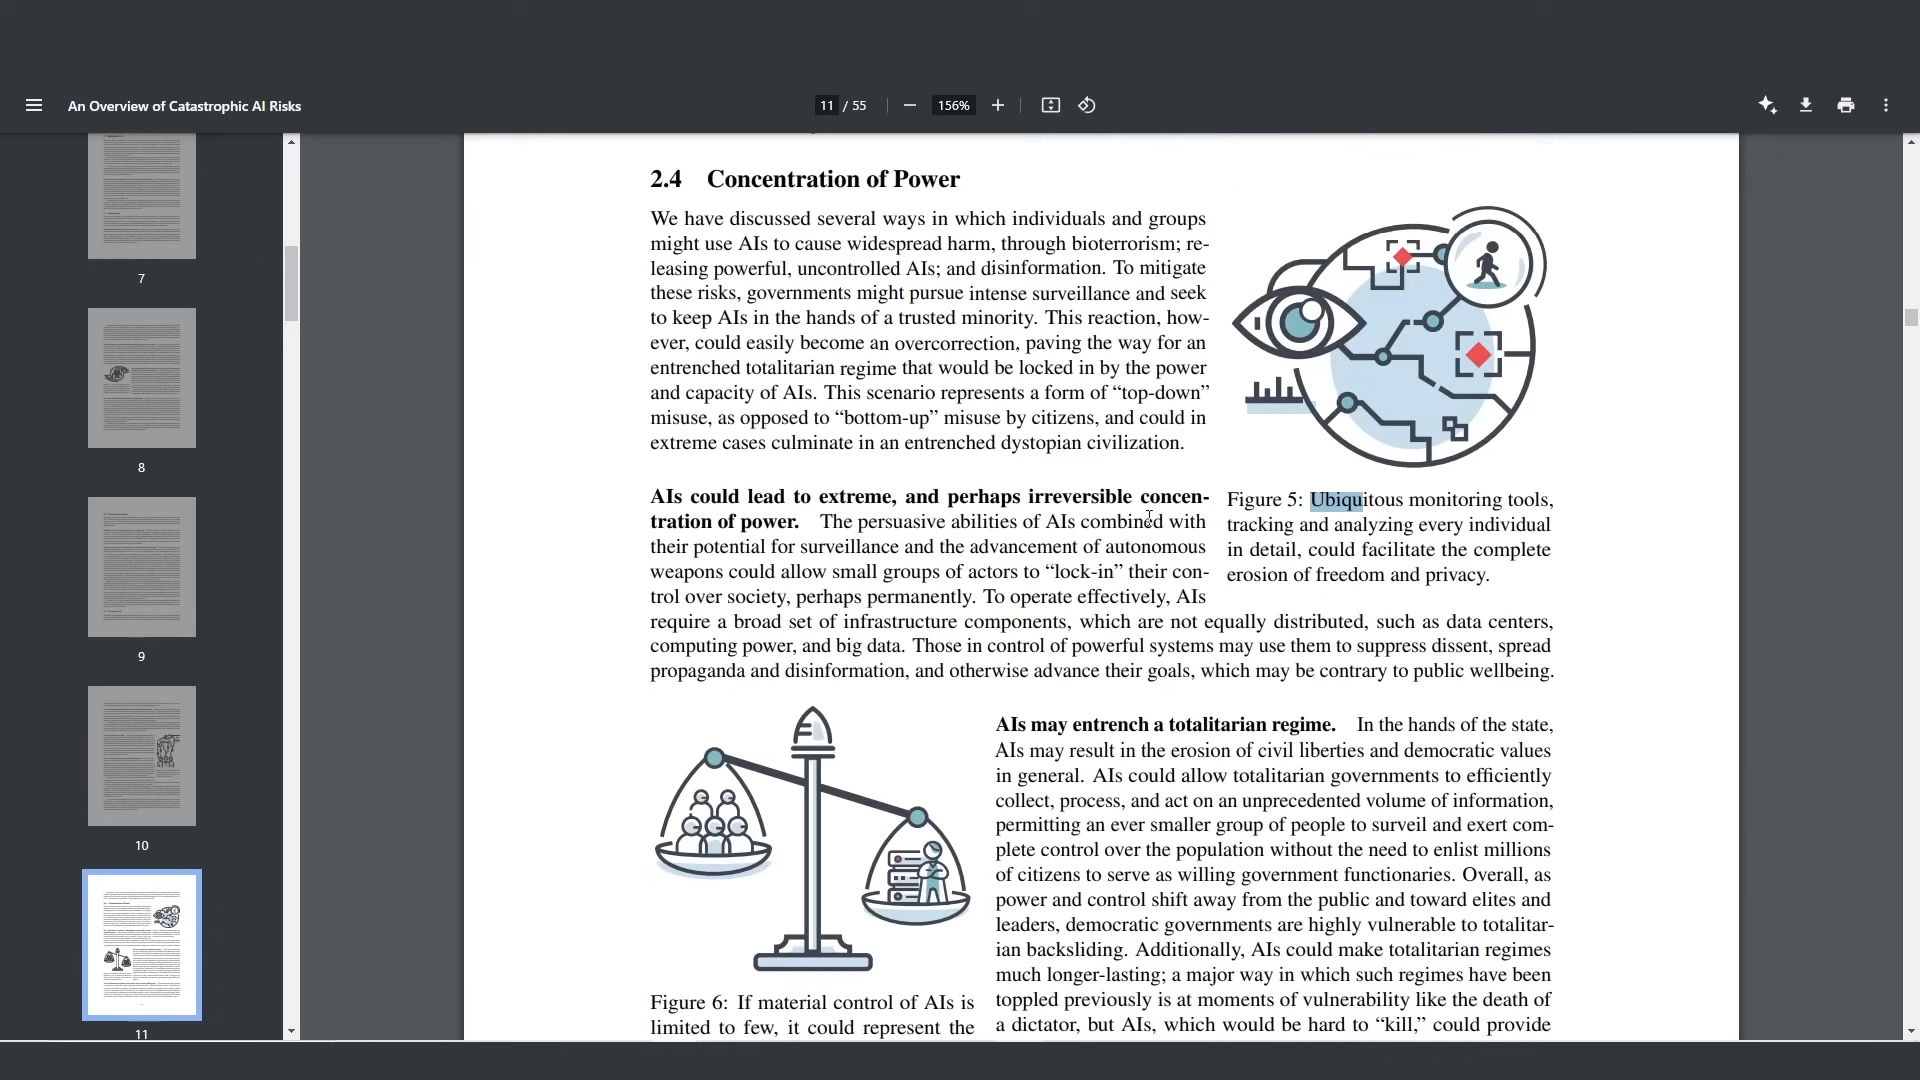 An Overview of Catastrophic AI Risks
11 / 55
156%
7
8
9
10
11
2.4 Concentration of Power
We have discussed several ways in which individuals and groups
might use AIs to cause widespread harm, through bioterrorism; re-
leasing powerful, uncontrolled AIs; and disinformation. To mitigate
these risks, governments might pursue intense surveillance and seek
to keep AIs in the hands of a trusted minority. This reaction, how-
ever, could easily become an overcorrection, paving the way for an
entrenched totalitarian regime that would be locked in by the power
and capacity of AIs. This scenario represents a form of “top-down”
misuse, as opposed to “bottom-up” misuse by citizens, and could in
extreme cases culminate in an entrenched dystopian civilization.
Figure 5: Ubiquitous monitoring tools,
tracking and analyzing every individual
in detail, could facilitate the complete
erosion of freedom and privacy.
AIs could lead to extreme, and perhaps irreversible concen-
tration of power. The persuasive abilities of AIs combined with
their potential for surveillance and the advancement of autonomous
weapons could allow small groups of actors to “lock-in” their con-
trol over society, perhaps permanently. To operate effectively, AIs
require a broad set of infrastructure components, which are not equally distributed, such as data centers,
computing power, and big data. Those in control of powerful systems may use them to suppress dissent, spread
propaganda and disinformation, and otherwise advance their goals, which may be contrary to public wellbeing.
Figure 6: If material control of AIs is
limited to few, it could represent the
AIs may entrench a totalitarian regime. In the hands of the state,
AIs may result in the erosion of civil liberties and democratic values
in general. AIs could allow totalitarian governments to efficiently
collect, process, and act on an unprecedented volume of information,
permitting an ever smaller group of people to surveil and exert com-
plete control over the population without the need to enlist millions
of citizens to serve as willing government functionaries. Overall, as
power and control shift away from the public and toward elites and
leaders, democratic governments are highly vulnerable to totalitar-
ian backsliding. Additionally, AIs could make totalitarian regimes
much longer-lasting; a major way in which such regimes have been
toppled previously is at moments of vulnerability like the death of
a dictator, but AIs, which would be hard to “kill,” could provide